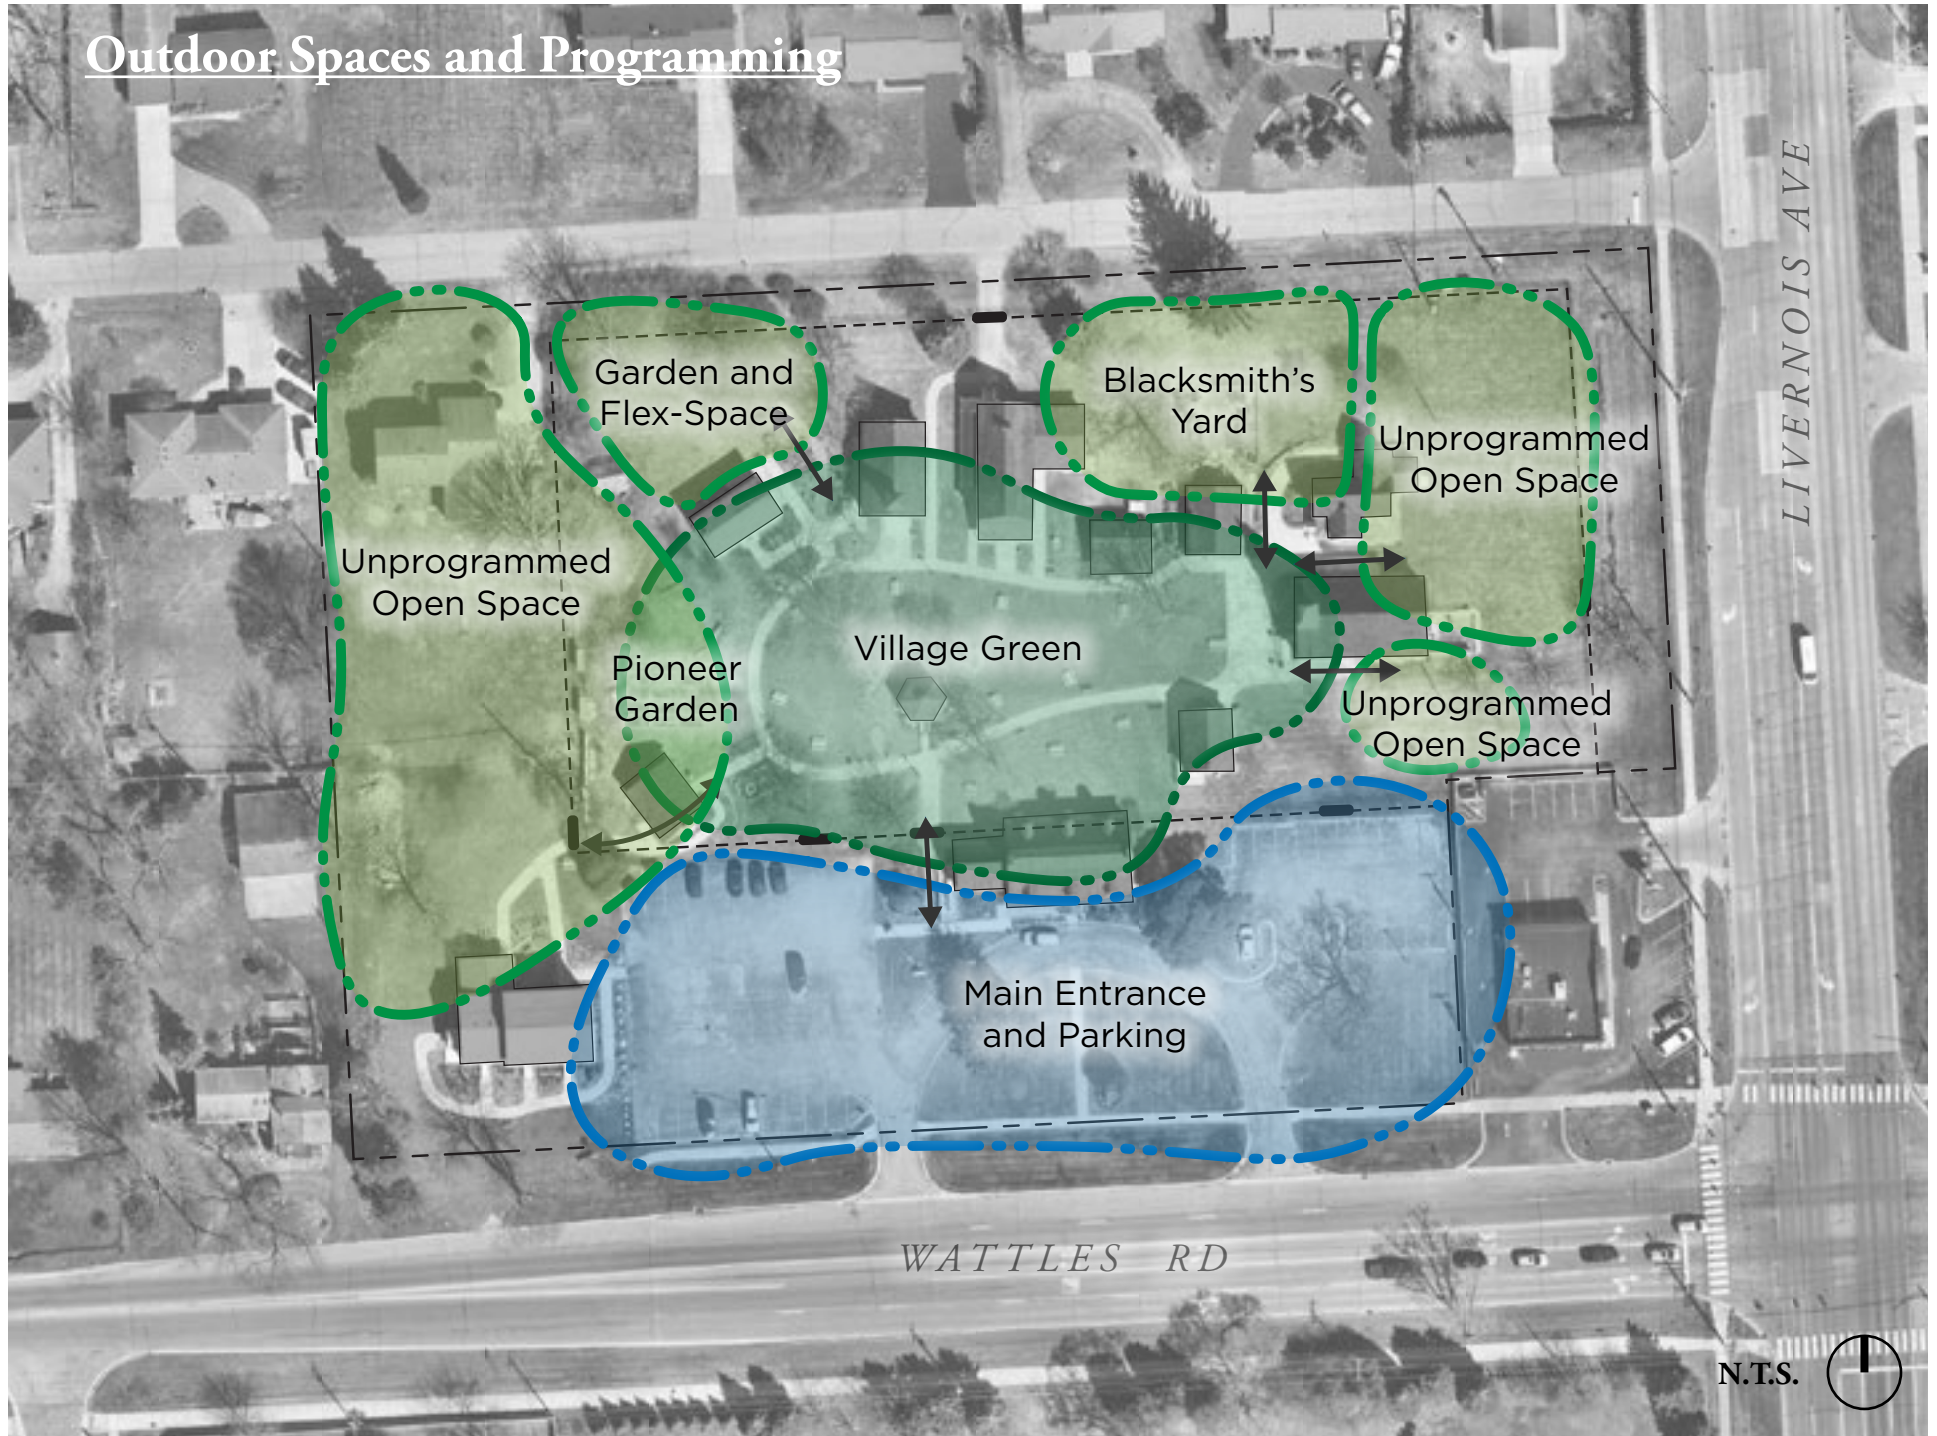 Outdoor Spaces and Programming
LIVERNOIS AVE
Garden and
Flex-Space
Blacksmith’s
Yard
Unprogrammed
Open Space
Unprogrammed
Open Space
Village Green
Pioneer
Garden
Unprogrammed
Open Space
Main Entrance
and Parking
WATTLES RD
N.T.S.